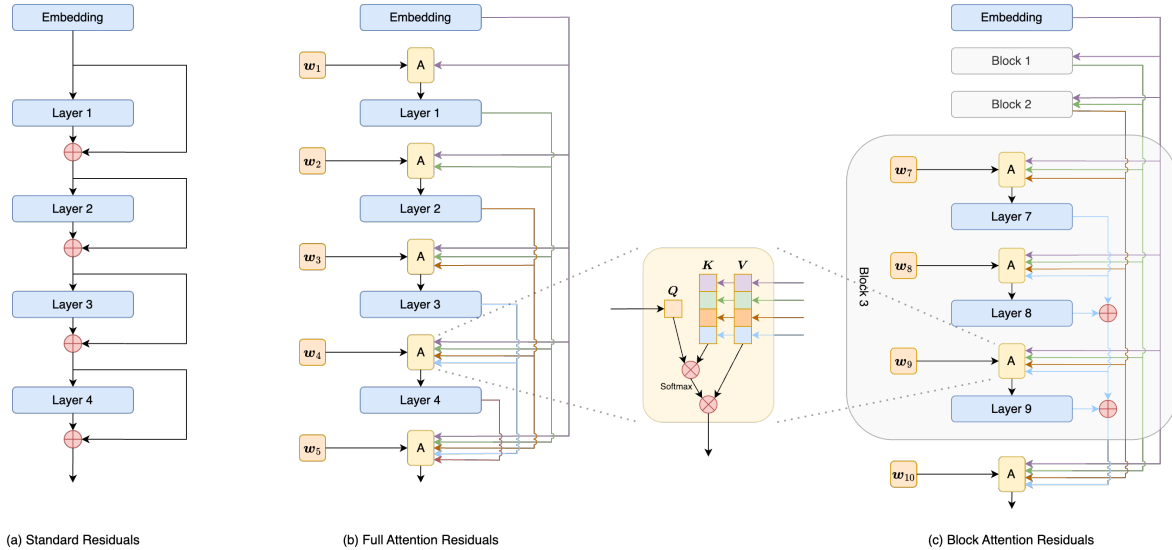 Embedding
Layer 1
Layer 2
Layer 3
Layer 4
(a) Standard Residuals
Embedding
w1
A
Layer 1
w2
A
Layer 2
w3
A
Layer 3
w4
A
Layer 4
w5
A
(b) Full Attention Residuals
K
V
Q
Softmax
Embedding
Block 1
Block 2
Block 3
w7
A
Layer 7
w8
A
Layer 8
w9
A
Layer 9
w10
A
(c) Block Attention Residuals